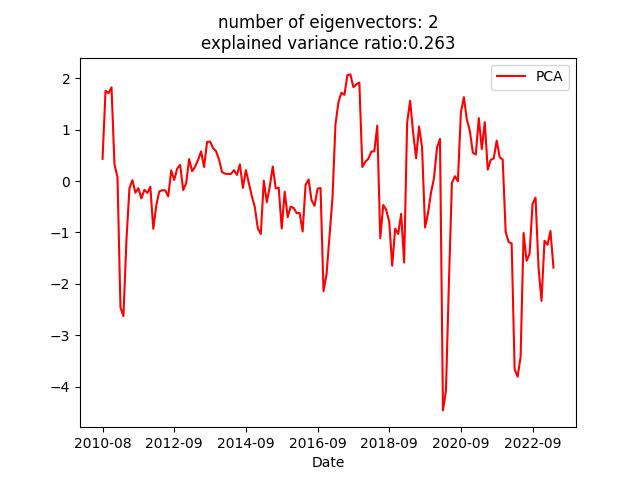 number of eigenvectors: 2
explained variance ratio:0.263
PCA
2
1
0
−1
−2
−3
−4
2010-08 2012-09 2014-09 2016-09 2018-09 2020-09 2022-09
Date